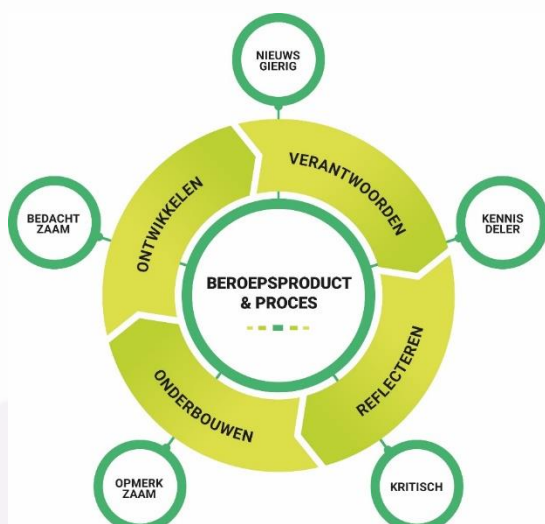 NIEUWS
GIERIG
VERANTWOORDEN
ONTWIKKELEN
BEDACHT
ZAAM
KENNIS
DELER
BEROEPSPRODUCT
& PROCES
REFLECTEREN
ONDERBOUWEN
OPMERK
ZAAM
KRITISCH